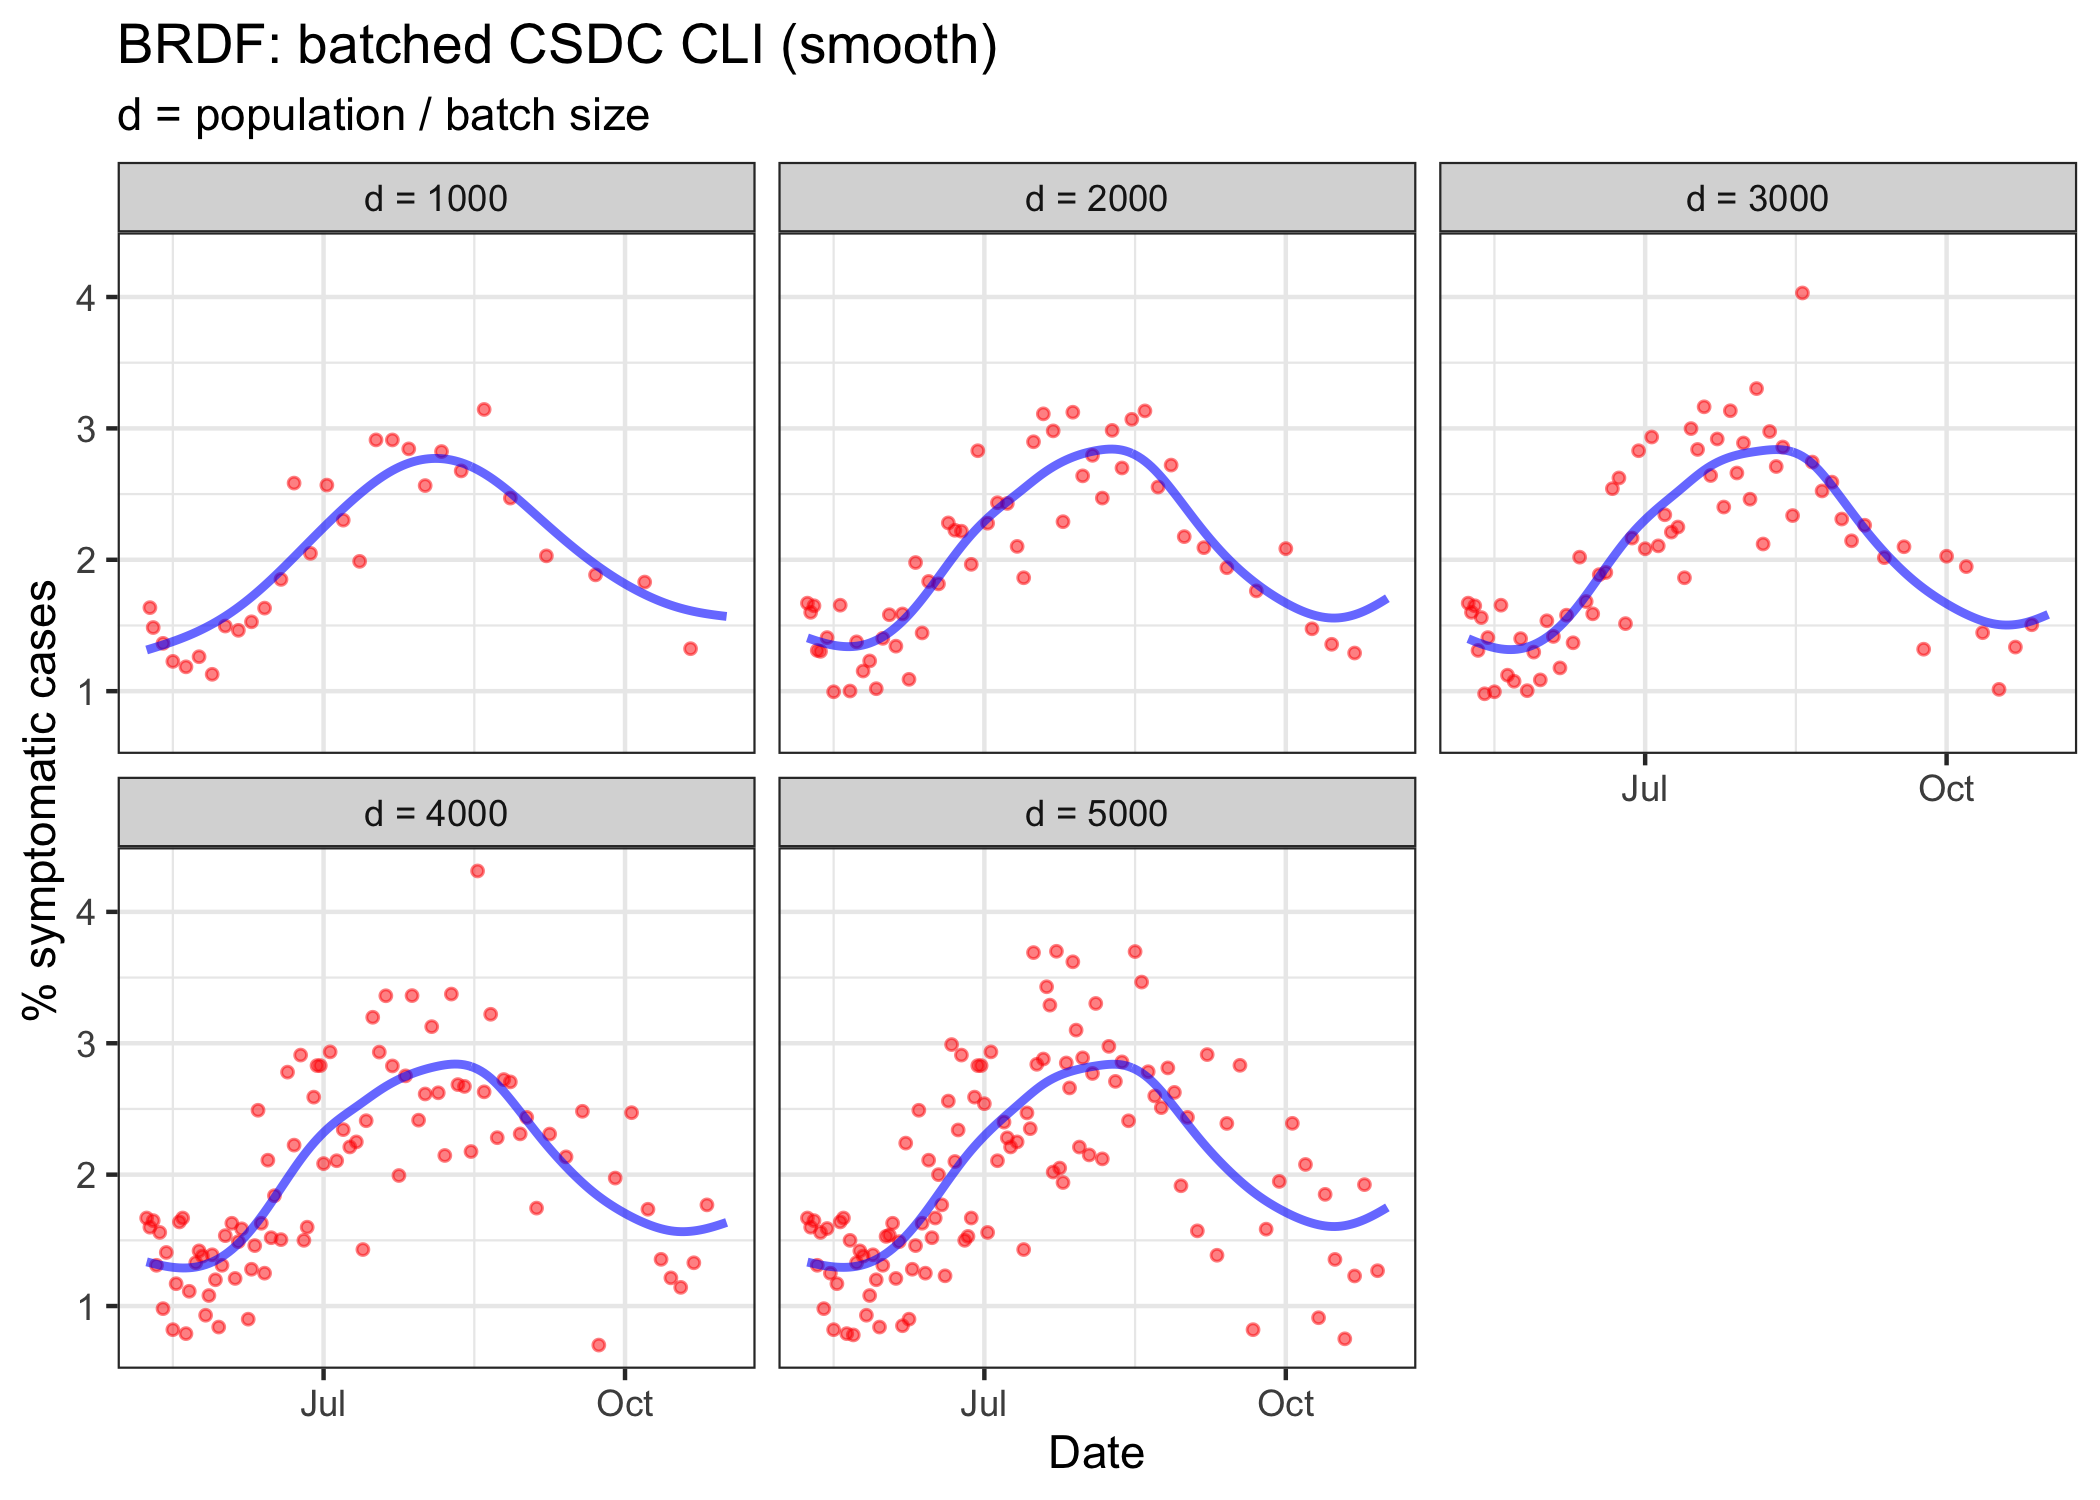 BRDF: batched CSDC CLI (smooth)
d = population / batch size
d = 1000
d = 2000
d = 3000
4
3
2
1
Jul
Oct
d = 4000
d = 5000
4
3
2
1
Jul
Oct
Jul
Oct
% symptomatic cases
Date